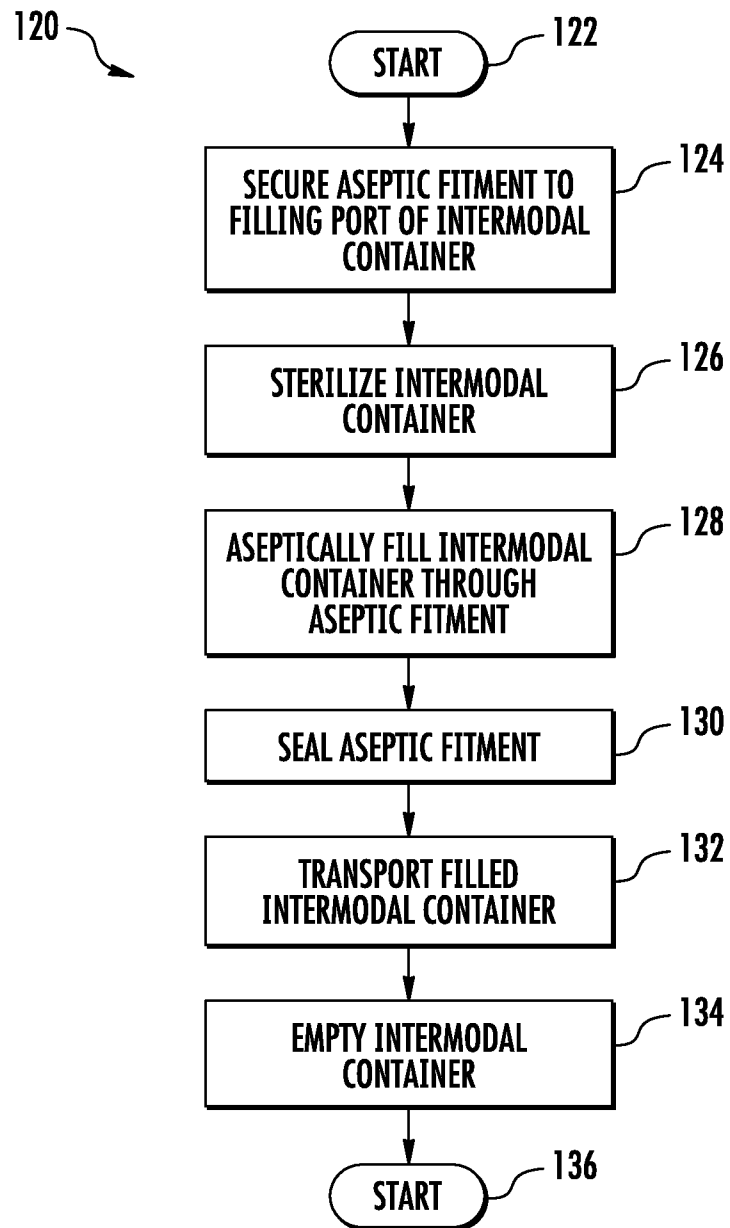 120
START
122
SECURE ASEPTIC FITMENT TO
FILLING PORT OF INTERMODAL
CONTAINER
124
STERILIZE INTERMODAL
CONTAINER
126
ASEPTICALLY FILL INTERMODAL
CONTAINER THROUGH
ASEPTIC FITMENT
128
SEAL ASEPTIC FITMENT
130
TRANSPORT FILLED
INTERMODAL CONTAINER
132
EMPTY INTERMODAL
CONTAINER
134
START
136